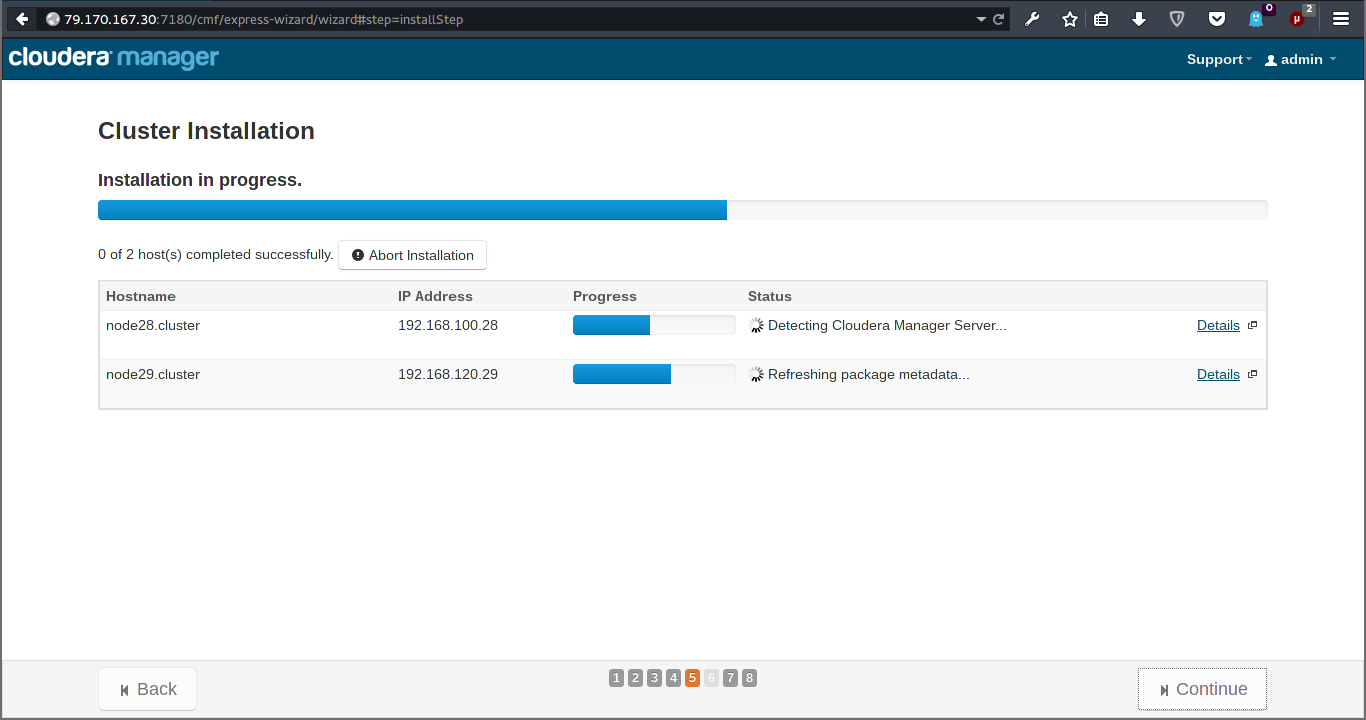 79.170.167.30:7180/cmf/express-wizard/wizard#step=installStep
0
2
cloudera manager
Support
admin
Cluster Installation
Installation in progress.
0 of 2 host(s) completed successfully.
Abort Installation
Hostname IP Address Progress Status
node28.cluster 192.168.100.28 Detecting Cloudera Manager Server... Details
node29.cluster 192.168.120.29 Refreshing package metadata... Details
Back
1 2 3 4 5 6 7 8
Continue